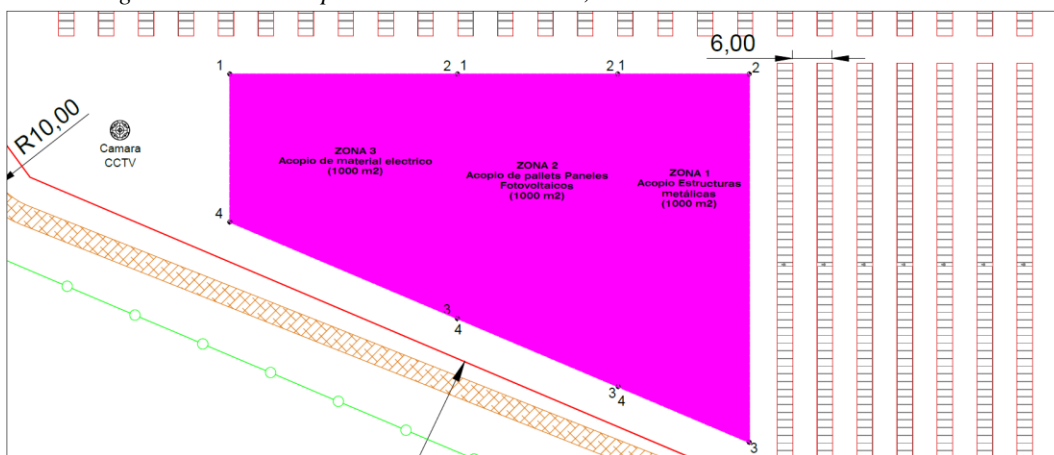 6,00
1
2 1
2 1
2
R10,00
Camara
CCTV
ZONA 3
Acopio de material electrico
(1000 m2)
ZONA 2
Acopio de pallets Paneles
Fotovoltaicos
(1000 m2)
ZONA 1
Acopio Estructuras
metálicas
(1000 m2)
4
3
4
3
4
3